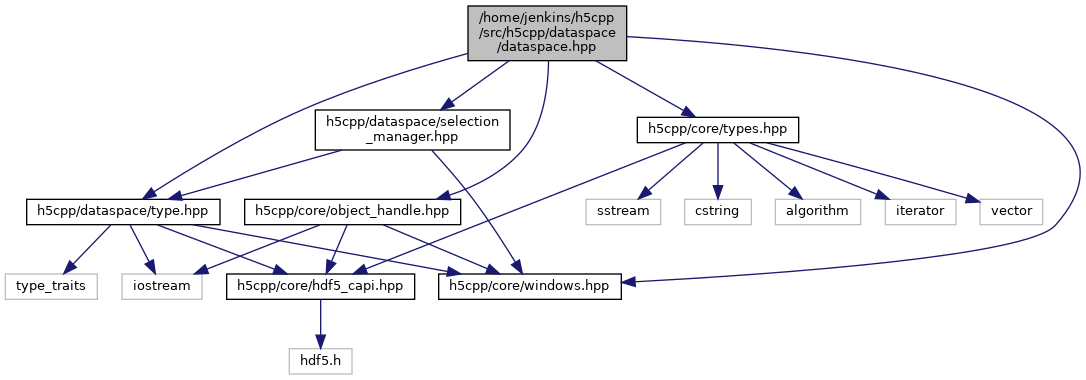 /home/jenkins/h5cpp
/src/h5cpp/dataspace
/dataspace.hpp
h5cpp/dataspace/selection
_manager.hpp
h5cpp/core/types.hpp
h5cpp/dataspace/type.hpp
h5cpp/core/object_handle.hpp
sstream
cstring
algorithm
iterator
vector
type_traits
iostream
h5cpp/core/hdf5_capi.hpp
h5cpp/core/windows.hpp
hdf5.h